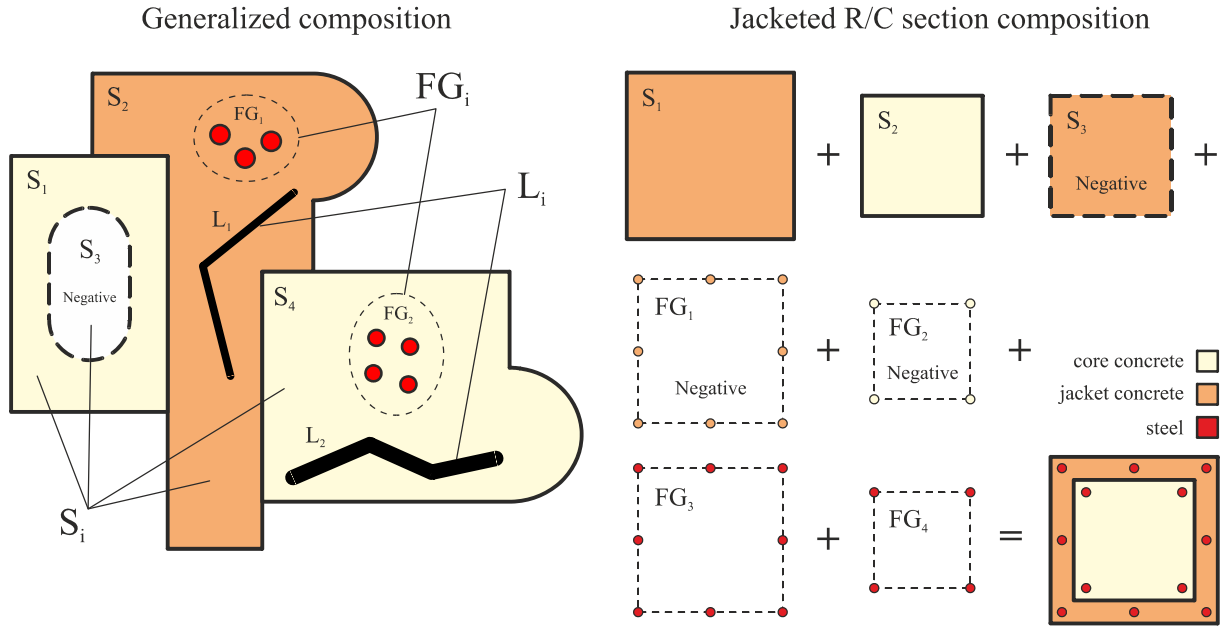 Generalized composition
S₂
FG₁
FGᵢ
S₁
L₁
Lᵢ
S₃
Negative
S₄
FG₂
L₂
Sᵢ
Jacketed R/C section composition
S₁
+
S₂
+
S₃
Negative
+
FG₁
Negative
+
FG₂
Negative
+
core concrete
jacket concrete
steel
FG₃
+
FG₄
=